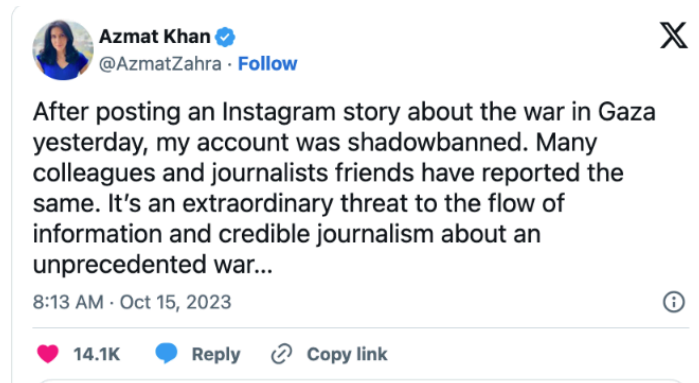 Azmat Khan
@AzmatZahra · Follow
After posting an Instagram story about the war in Gaza
yesterday, my account was shadowbanned. Many
colleagues and journalists friends have reported the
same. It’s an extraordinary threat to the flow of
information and credible journalism about an
unprecedented war...
8:13 AM · Oct 15, 2023
14.1K Reply Copy link